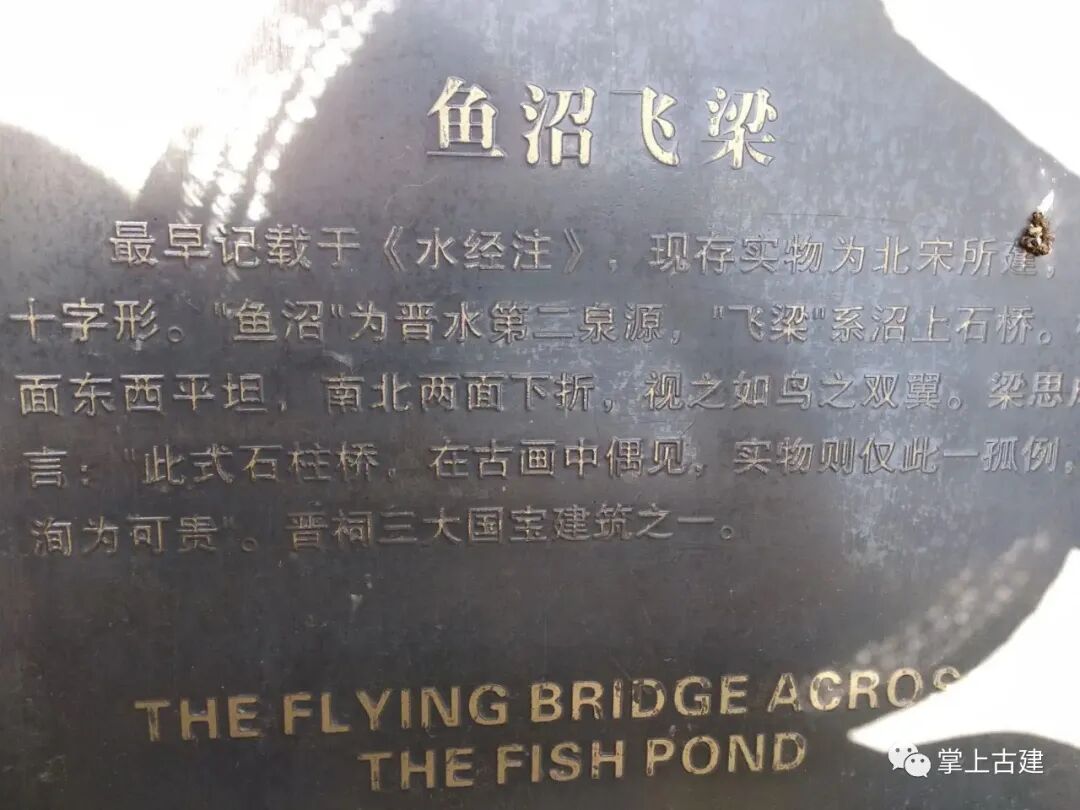 鱼沼飞梁
最早记载于《水经注》，现存实物为北宋所建，
十字形。"鱼沼"为晋水第二泉源，"飞梁"系沼上石桥。
面东西平坦，南北两面下折，视之如鸟之双翼。梁思
言："此式石柱桥，在古画中偶见，实物则仅此一孤例，
洵为可贵"。晋祠三大国宝建筑之一。
THE FLYING BRIDGE ACROS
THE FISH POND
掌上古建